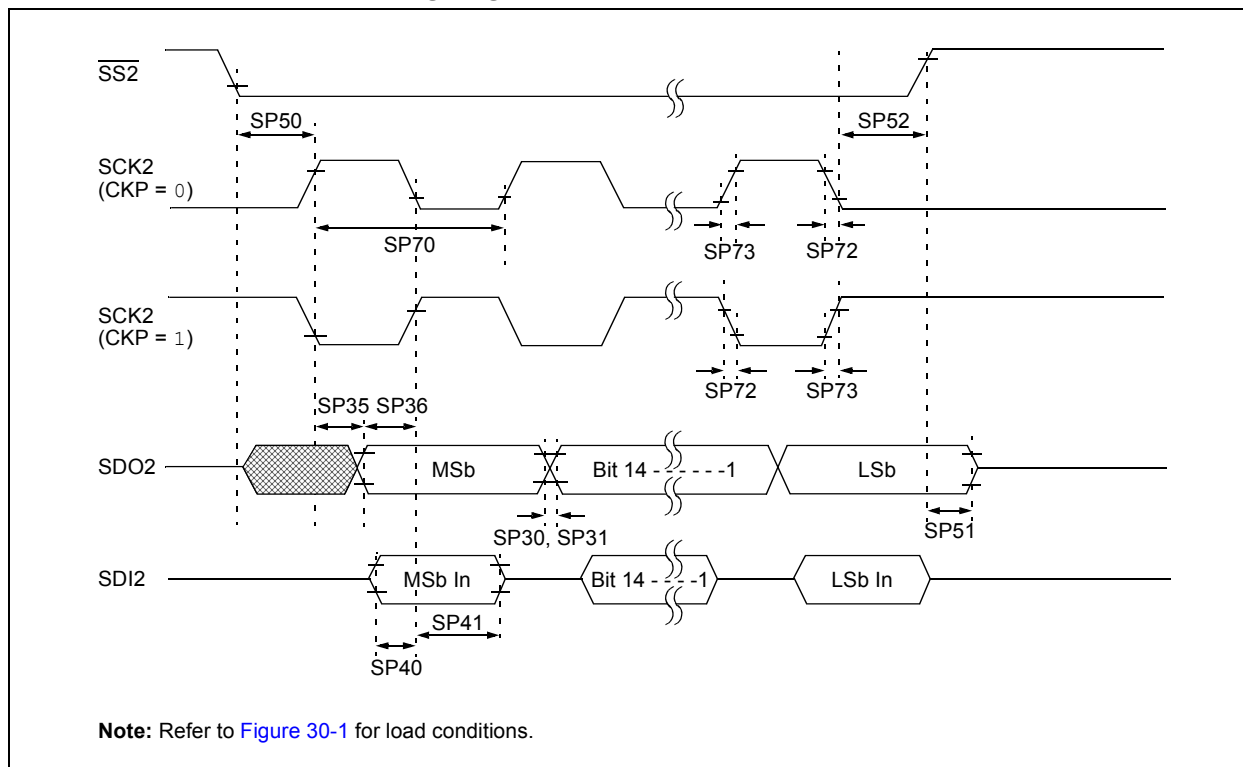 SS2
SP50
SP52
SCK2
(CKP = 0)
SP70
SP73
SP72
SCK2
(CKP = 1)
SP72
SP73
SP35 SP36
SDO2
MSb
Bit 14 - - - - - -1
LSb
SP30, SP31
SP51
SDI2
MSb In
Bit 14 - - - -1
LSb In
SP41
SP40
Note: Refer to Figure 30-1 for load conditions.